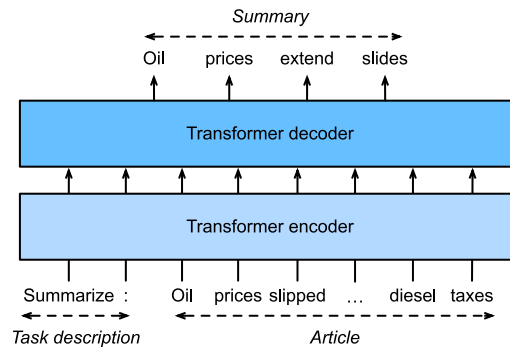 Summary
Oil prices extend slides
Transformer decoder
Transformer encoder
Summarize : Oil prices slipped ... diesel taxes
Task description Article